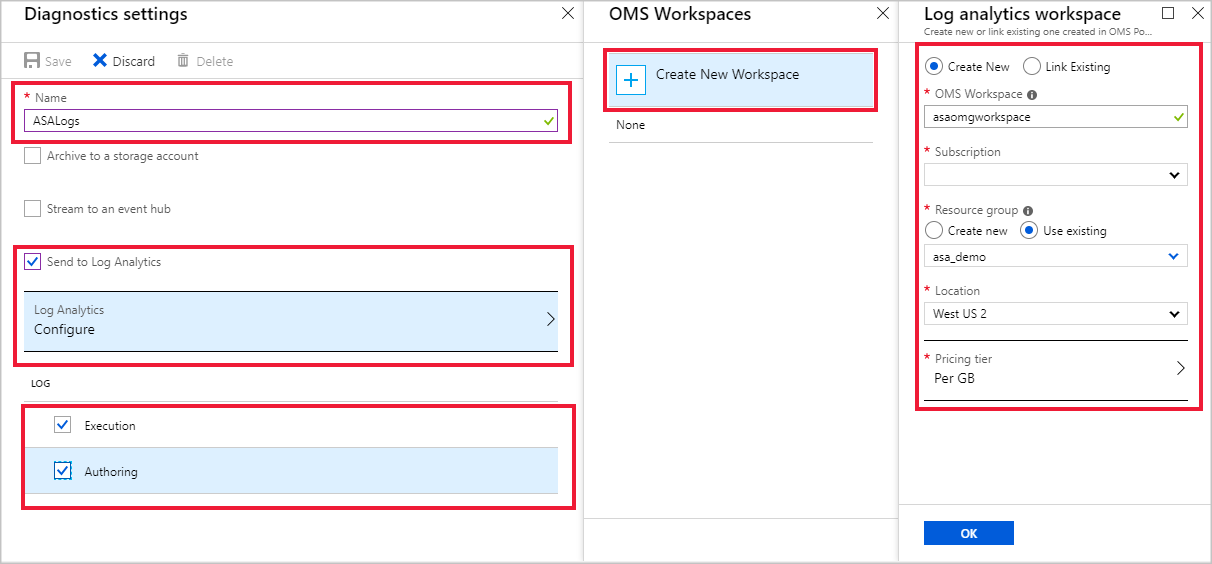 Diagnostics settings
Save Discard Delete
* Name
ASALogs
Archive to a storage account
Stream to an event hub
Send to Log Analytics
Log Analytics
Configure
LOG
Execution
Authoring
OMS Workspaces
Create New Workspace
None
Log analytics workspace
Create new or link existing one created in OMS Po...
Create New Link Existing
* OMS Workspace
asaomgworkspace
* Subscription
* Resource group
Create new Use existing
asa_demo
* Location
West US 2
* Pricing tier
Per GB
OK